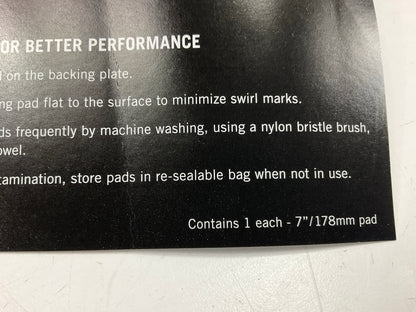 OR BETTER PERFORMANCE
on the backing plate.
ng pad flat to the surface to minimize swirl marks.
ds frequently by machine washing, using a nylon bristle brush,
owel.
tamination, store pads in re-sealable bag when not in use.
Contains 1 each - 7"/178mm pad